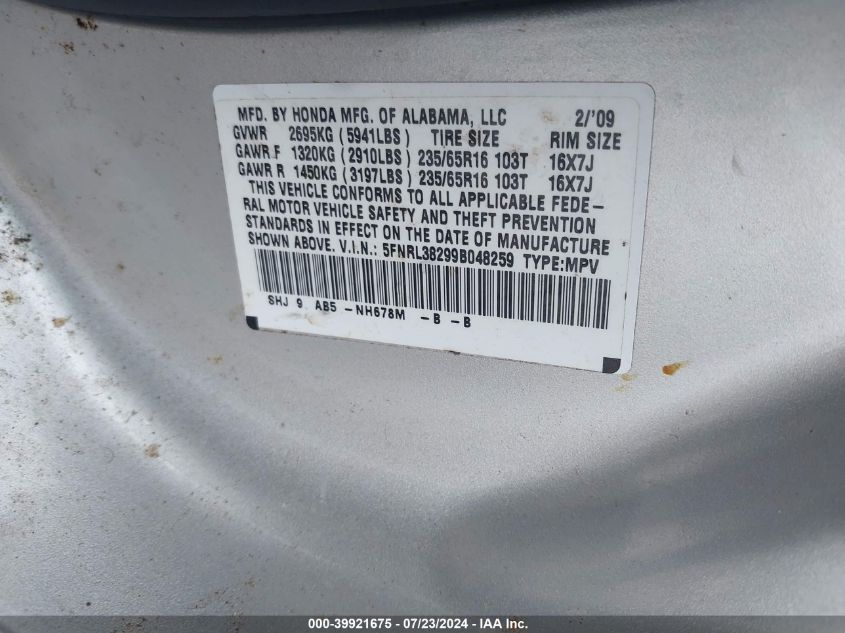 MFD. BY HONDA MFG. OF ALABAMA, LLC 2/'09
GVWR 2695KG (5941LBS) TIRE SIZE RIM SIZE
GAWR F 1320KG (2910LBS) 235/65R16 103T 16X7J
GAWR R 1450KG (3197LBS) 235/65R16 103T 16X7J
THIS VEHICLE CONFORMS TO ALL APPLICABLE FEDE-
RAL MOTOR VEHICLE SAFETY AND THEFT PREVENTION
STANDARDS IN EFFECT ON THE DATE OF MANUFACTURE
SHOWN ABOVE. V.I.N.: 5FNRL38299B048259 TYPE:MPV
SHJ 9 AB5 -NH678M -B -B
000-39921675 - 07/23/2024 - IAA Inc.